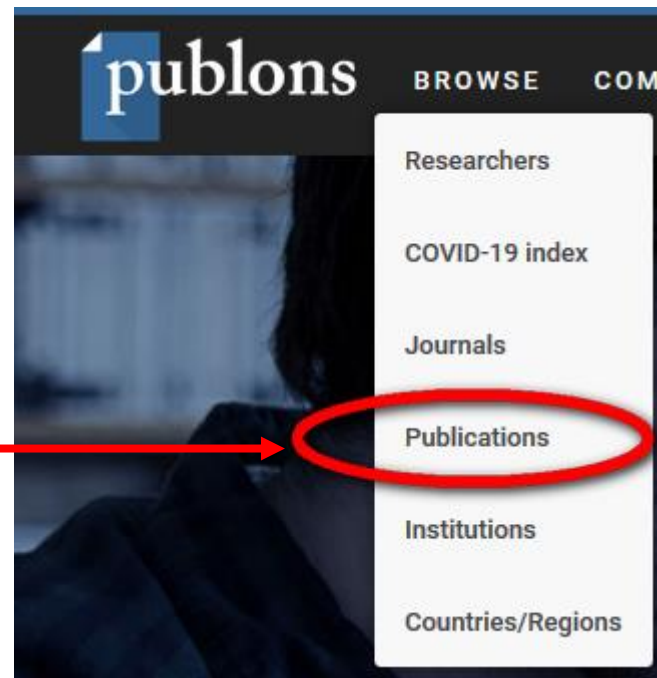 publons
BROWSE COM
Researchers
COVID-19 index
Journals
Publications
Institutions
Countries/Regions